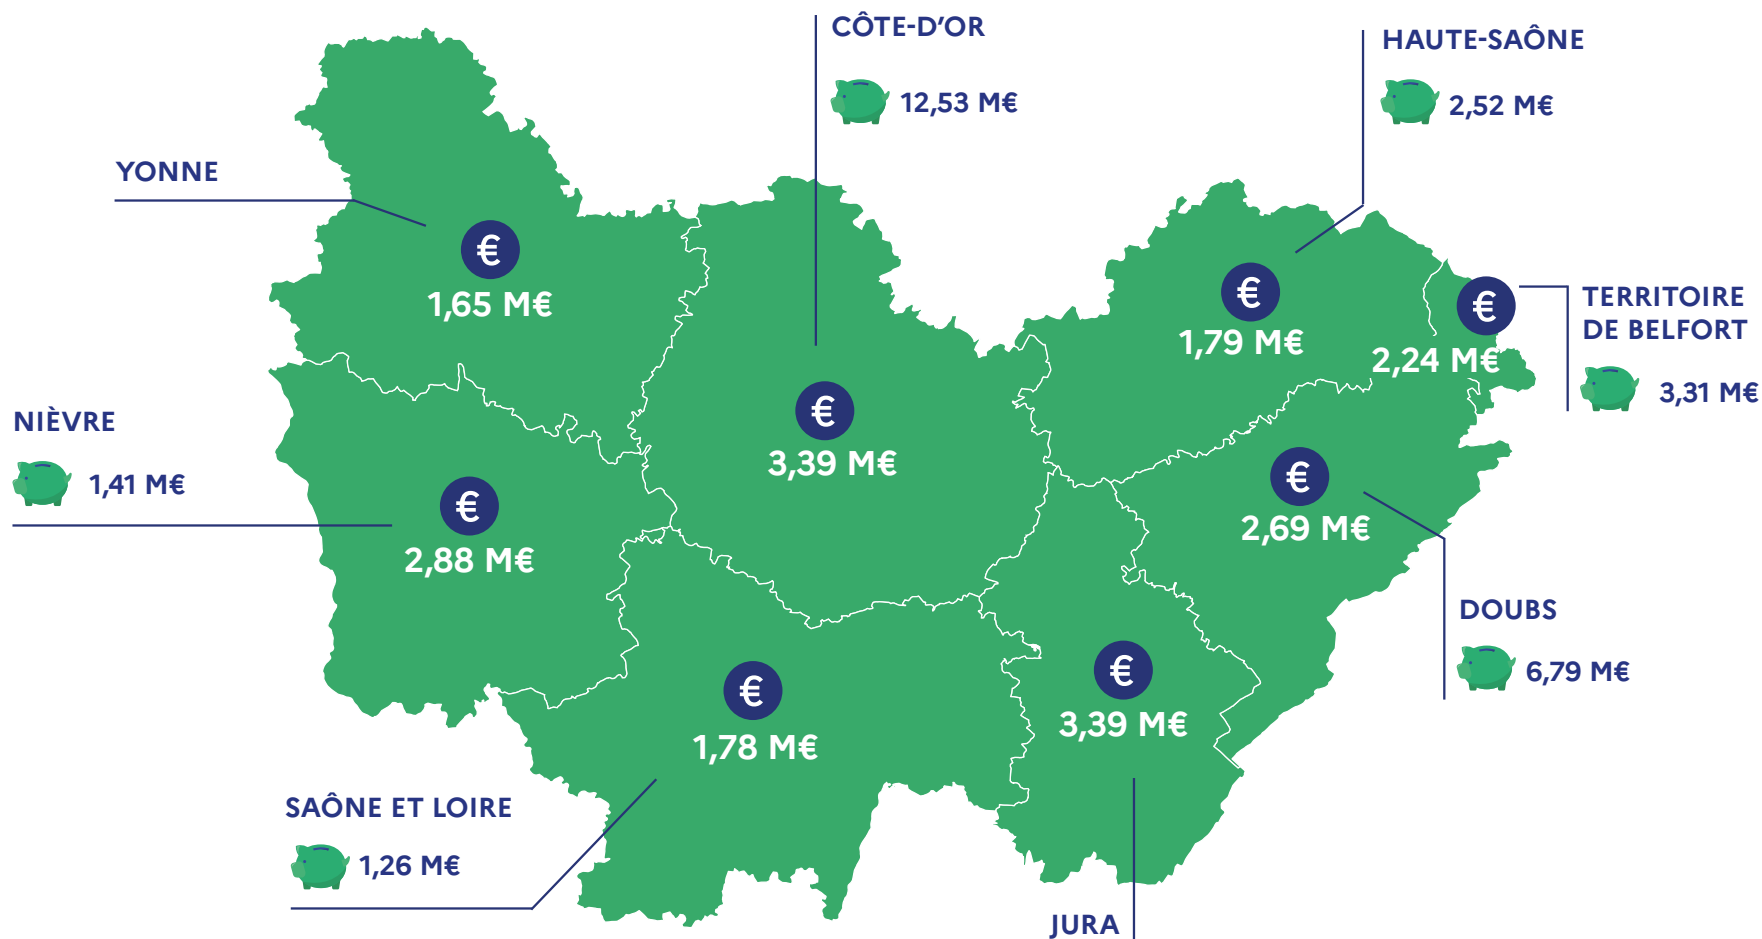 CÔTE-D'OR
12,53 M€
HAUTE-SAÔNE
2,52 M€
YONNE
€
1,65 M€
€
1,79 M€
TERRITOIRE
DE BELFORT
3,31 M€
€
2,24 M€
NIÈVRE
1,41 M€
€
2,88 M€
€
3,39 M€
€
2,69 M€
DOUBS
6,79 M€
€
1,78 M€
€
3,39 M€
SAÔNE ET LOIRE
1,26 M€
JURA